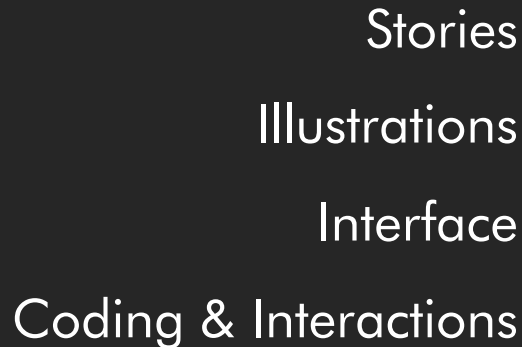 Stories
Illustrations
Interface
Coding & Interactions